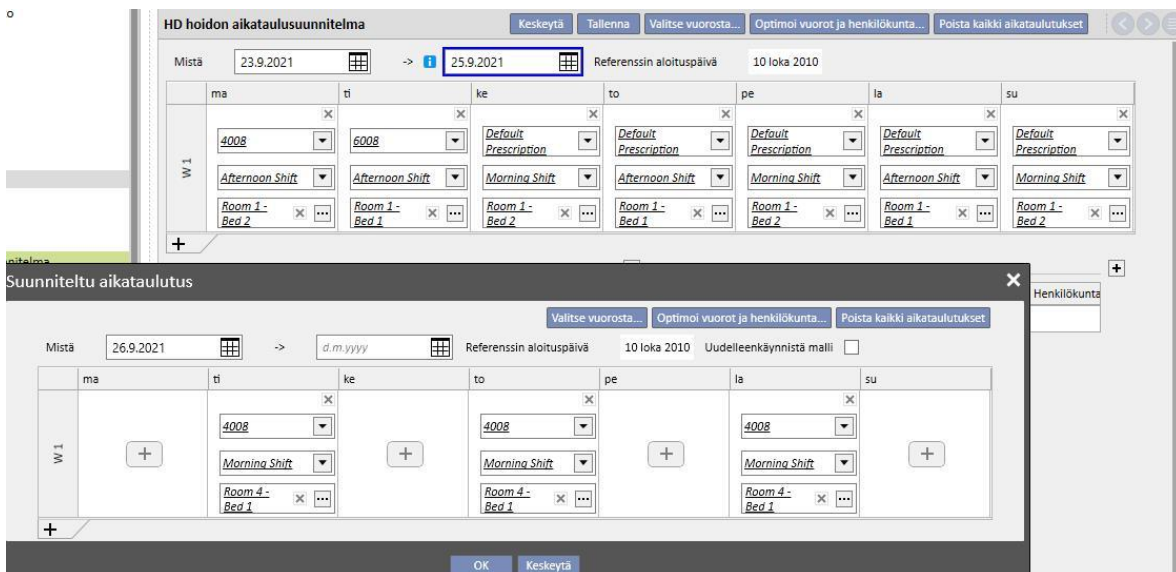 o
HD hoidon aikataulusuunnitelma Keskeytä Tallenna Valitse vuorosta... Optimoi vuorot ja henkilökunta... Poista kaikki aikataulutukset
Mistä 23.9.2021 -> 25.9.2021 Referenssin aloituspäivä 10 loka 2010
ma ti ke to pe la su
4008 6008 Default Prescription Default Prescription Default Prescription Default Prescription Default Prescription
W 1
Afternoon Shift Afternoon Shift Morning Shift Afternoon Shift Morning Shift Afternoon Shift Morning Shift
Room 1 - Bed 2 Room 1 - Bed 1 Room 1 - Bed 2 Room 1 - Bed 1 Room 1 - Bed 2 Room 1 - Bed 1 Room 1 - Bed 2
Suunniteltu aikataulutus
Henkilökunta
Valitse vuorosta... Optimoi vuorot ja henkilökunta... Poista kaikki aikataulutukset
Mistä 26.9.2021 -> d.m.yyyy Referenssin aloituspäivä 10 loka 2010 Uudelleenkäynnistä malli
ma ti ke to pe la su
4008 4008 4008
W 1
Morning Shift Morning Shift Morning Shift
Room 4 - Bed 1 Room 4 - Bed 1 Room 4 - Bed 1
OK Keskeytä